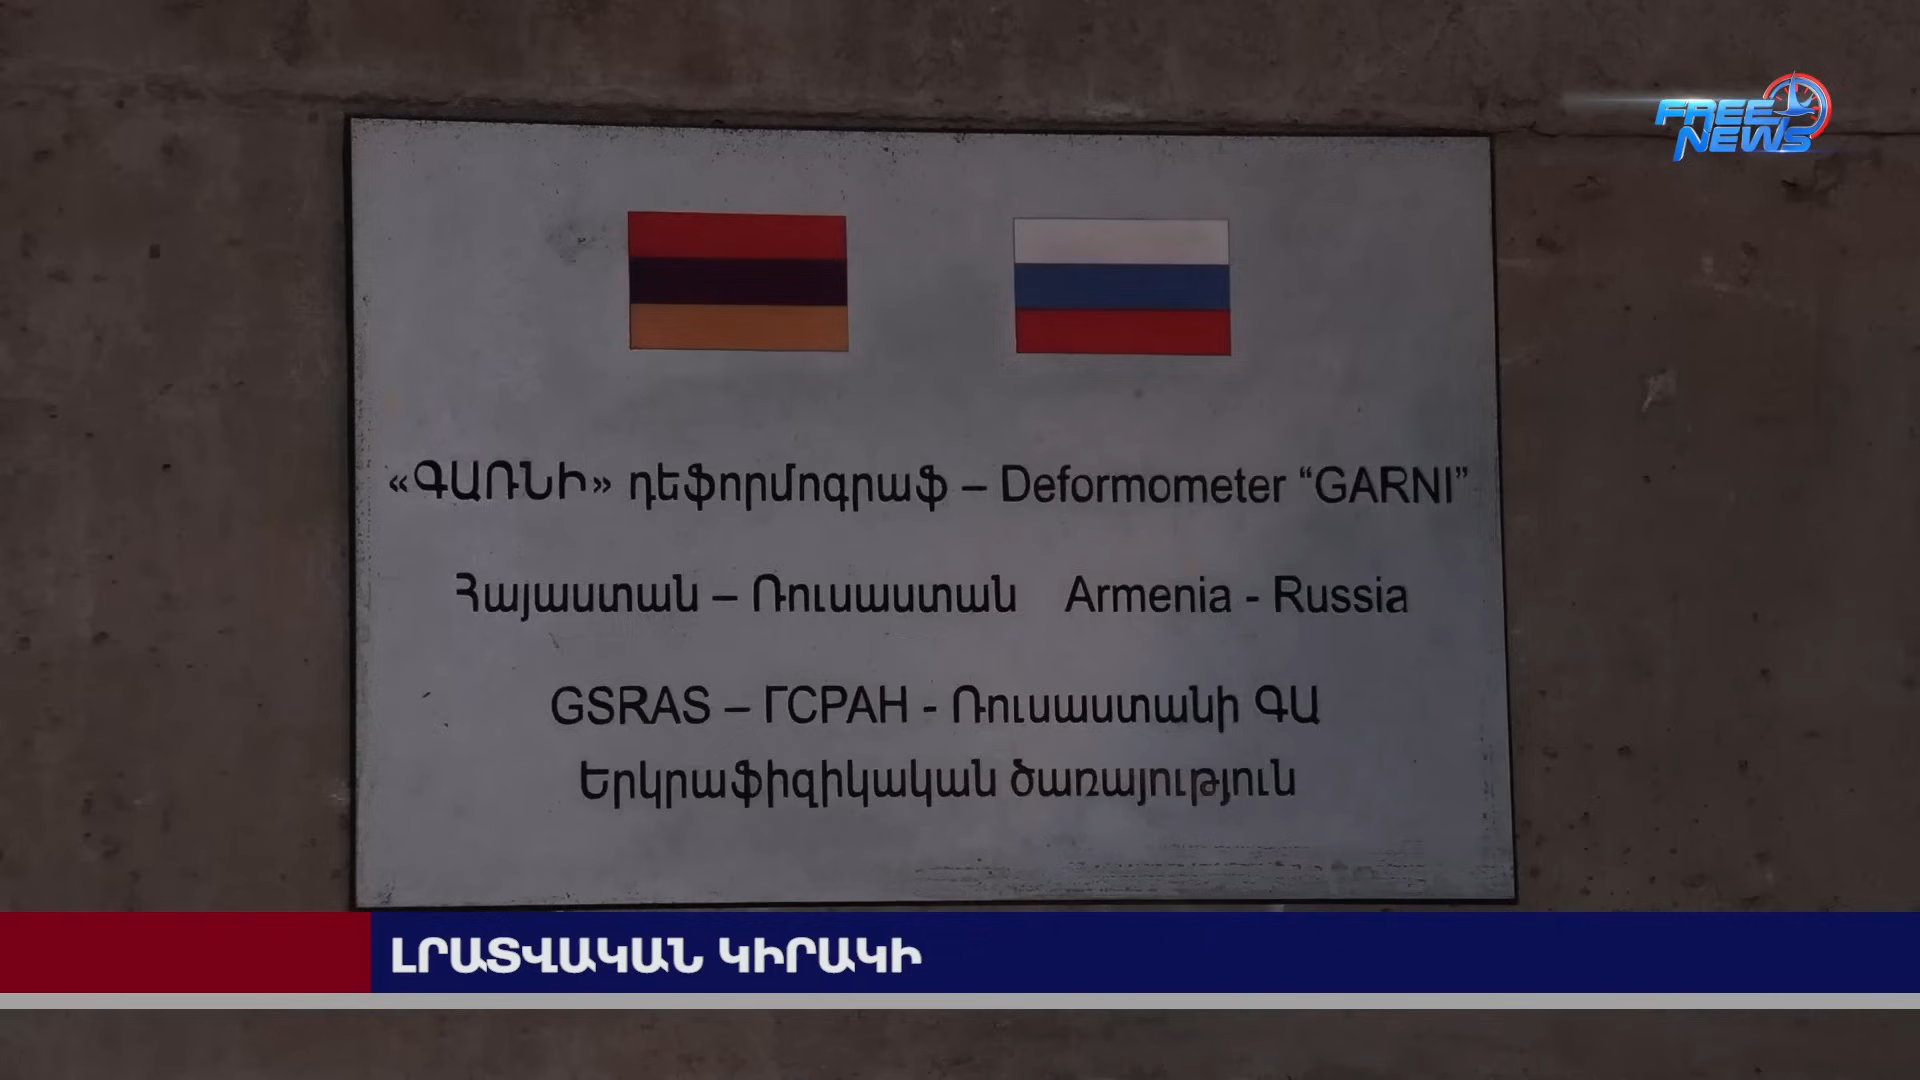 FREE
NEWS
«ԳԱՌՆԻ» դեֆորմոգրաֆ – Deformometer “GARNI”
Հայաստան – Ռուսաստան Armenia - Russia
GSRAS – ГСРАН - Ռուսաստանի ԳԱ
Երկրաֆիզիկական ծառայություն
ԼՐԱՏՎԱԿԱՆ ԿԻՐԱԿԻ